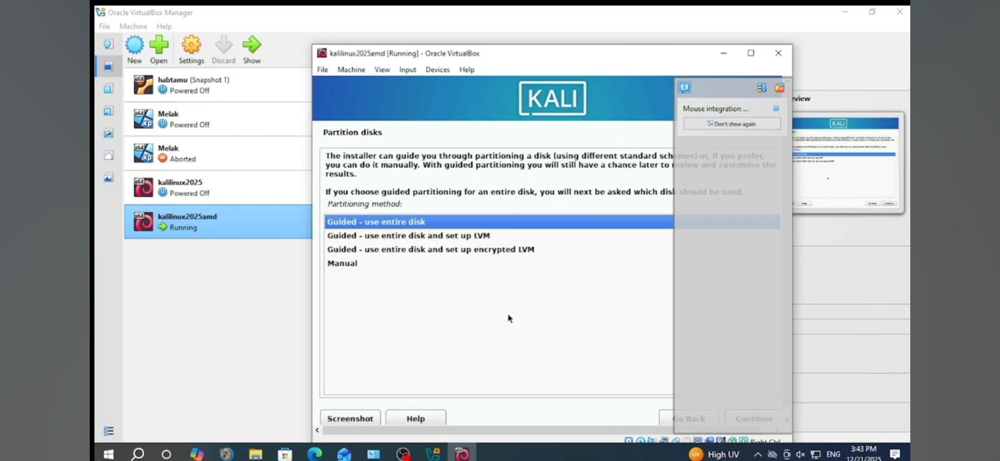 Oracle VirtualBox Manager
File Machine Help
New Open Settings Discard Show
habtamu (Snapshot 1)
Powered Off
Melak
Powered Off
Melak
Aborted
kalilinux2025
Powered Off
kalilinux2025amd
Running
kalilinux2025amd [Running] - Oracle VirtualBox
File Machine View Input Devices Help
KALI
Mouse integration ...
Don't show again
Partition disks
The installer can guide you through partitioning a disk (using different standard schemes) or, if you prefer,
you can do it manually. With guided partitioning you will still have a chance later to review and customise the
results.
If you choose guided partitioning for an entire disk, you will next be asked which disk should be used.
Partitioning method:
Guided - use entire disk
Guided - use entire disk and set up LVM
Guided - use entire disk and set up encrypted LVM
Manual
Screenshot Help Go Back Continue
Right Ctrl
eview
KALI
High UV
ENG
3:43 PM
12/21/2025